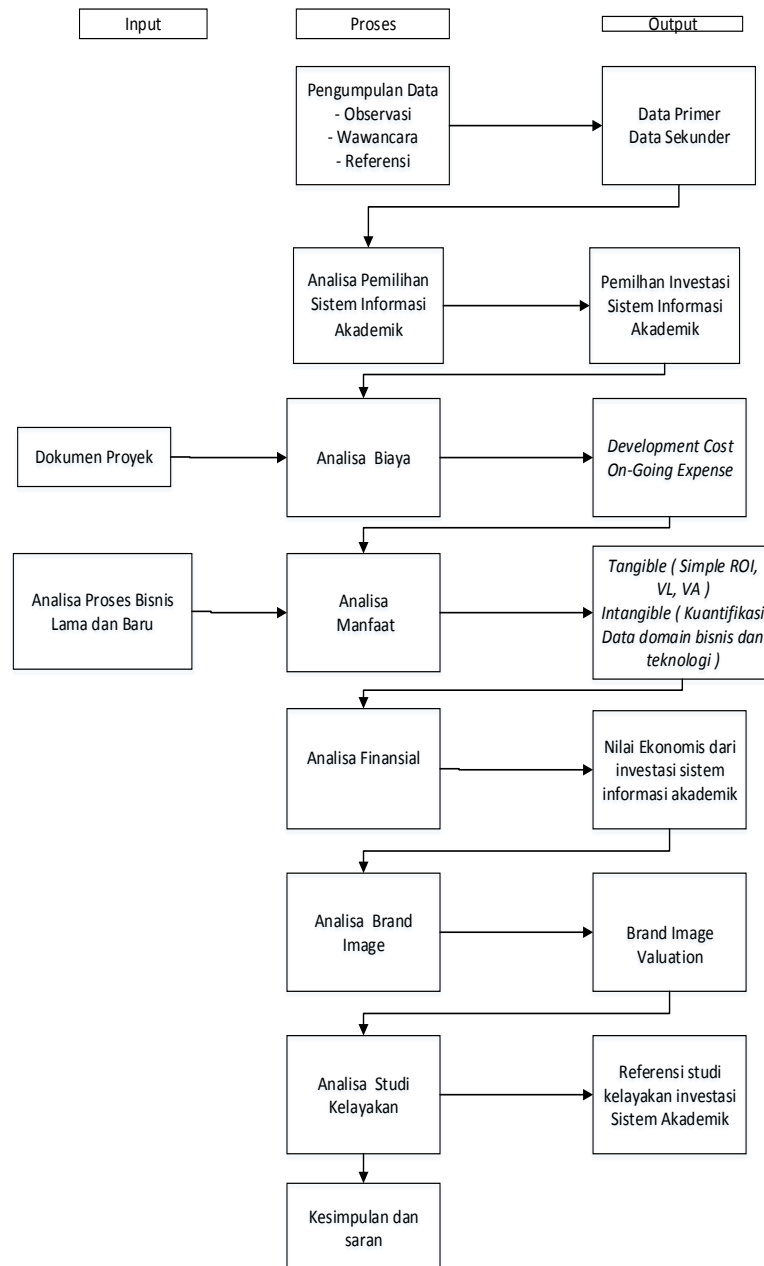 Input
Proses
Output
Pengumpulan Data
- Observasi
- Wawancara
- Referensi
Data Primer
Data Sekunder
Analisa Pemilihan
Sistem Informasi
Akademik
Pemilhan Investasi
Sistem Informasi
Akademik
Dokumen Proyek
Analisa Biaya
Development Cost
On-Going Expense
Analisa Proses Bisnis
Lama dan Baru
Analisa
Manfaat
Tangible ( Simple ROI,
VL, VA )
Intangible ( Kuantifikasi
Data domain bisnis dan
teknologi )
Analisa Finansial
Nilai Ekonomis dari
investasi sistem
informasi akademik
Analisa Brand
Image
Brand Image
Valuation
Analisa Studi
Kelayakan
Referensi studi
kelayakan investasi
Sistem Akademik
Kesimpulan dan
saran